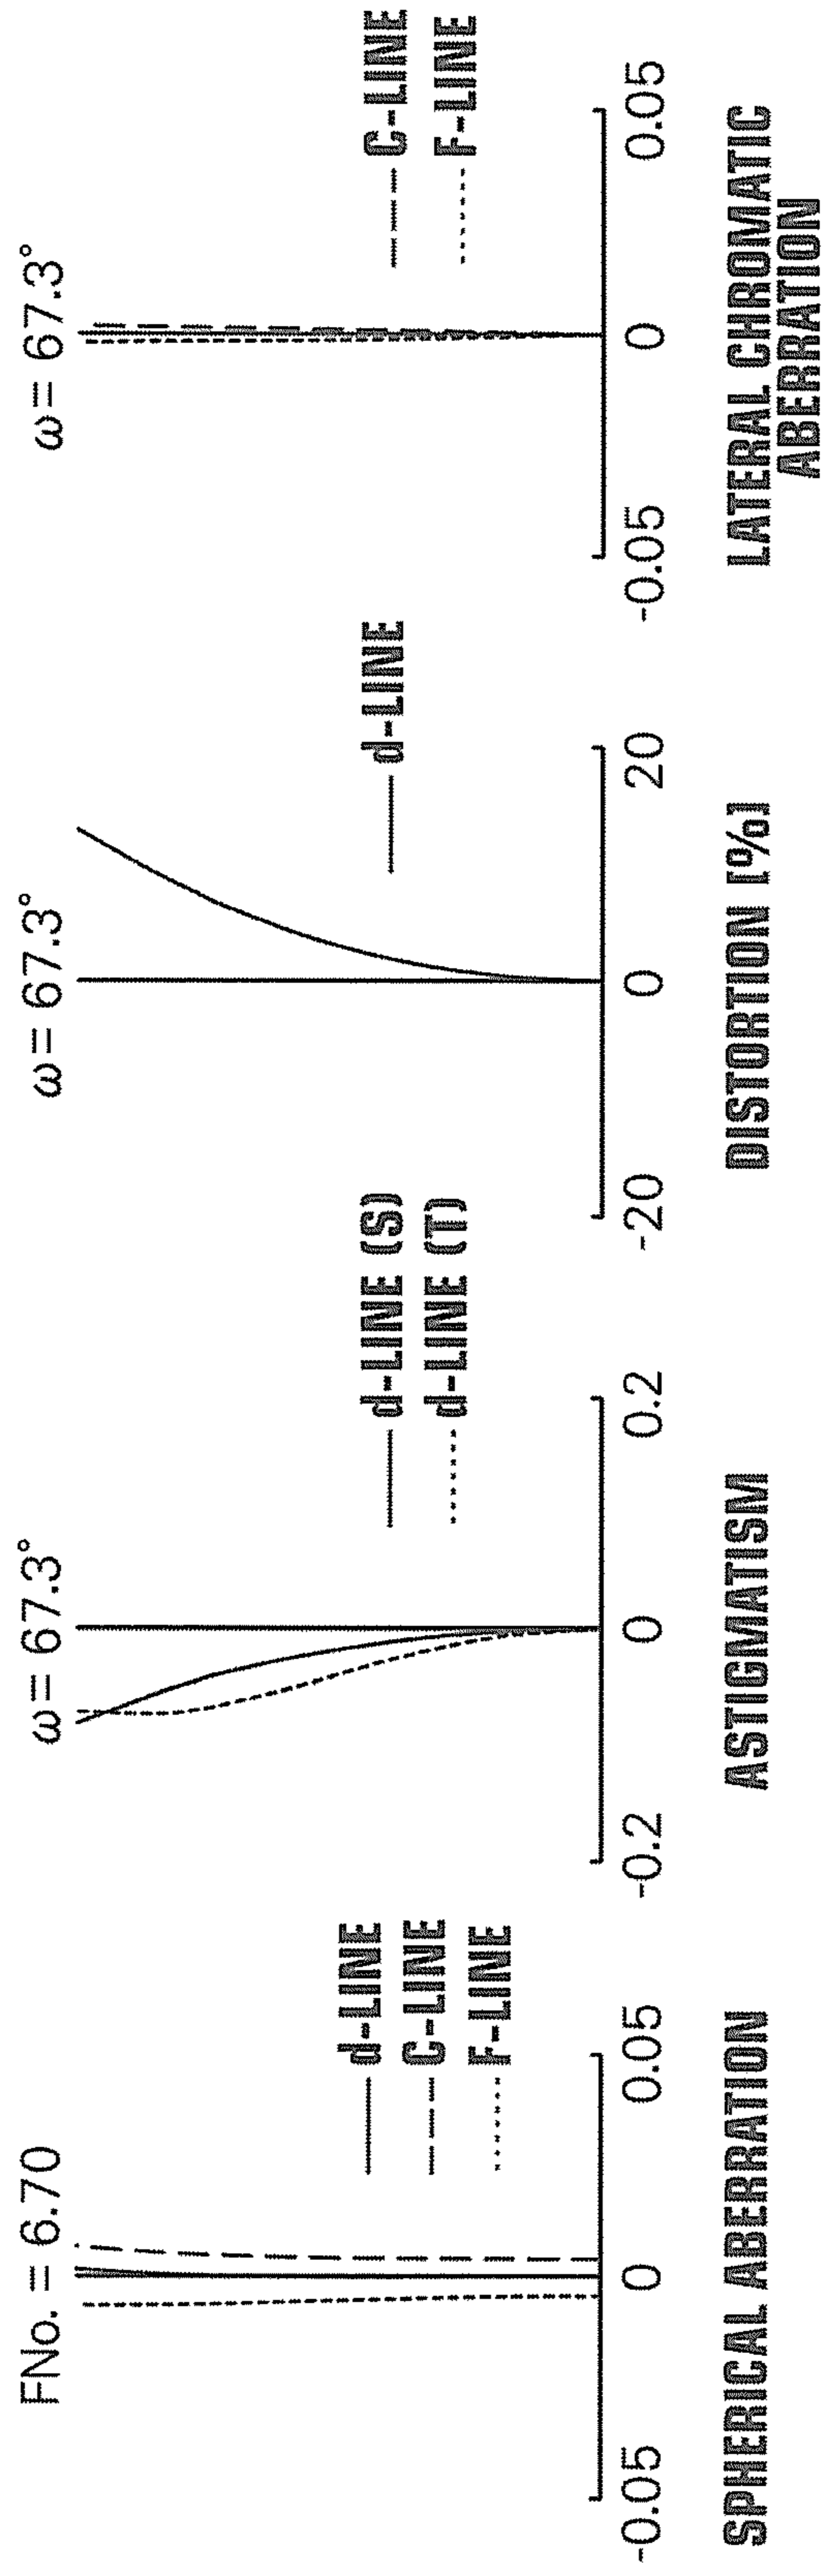 FNo. = 6.70
d-LINE
C-LINE
F-LINE
-0.05
0
0.05
SPHERICAL ABERRATION
ω = 67.3°
d-LINE (S)
d-LINE (T)
-0.2
0
0.2
ASTIGMATISM
ω = 67.3°
d-LINE
-20
0
20
DISTORTION [%]
ω = 67.3°
C-LINE
F-LINE
-0.05
0
0.05
LATERAL CHROMATIC
ABERRATION